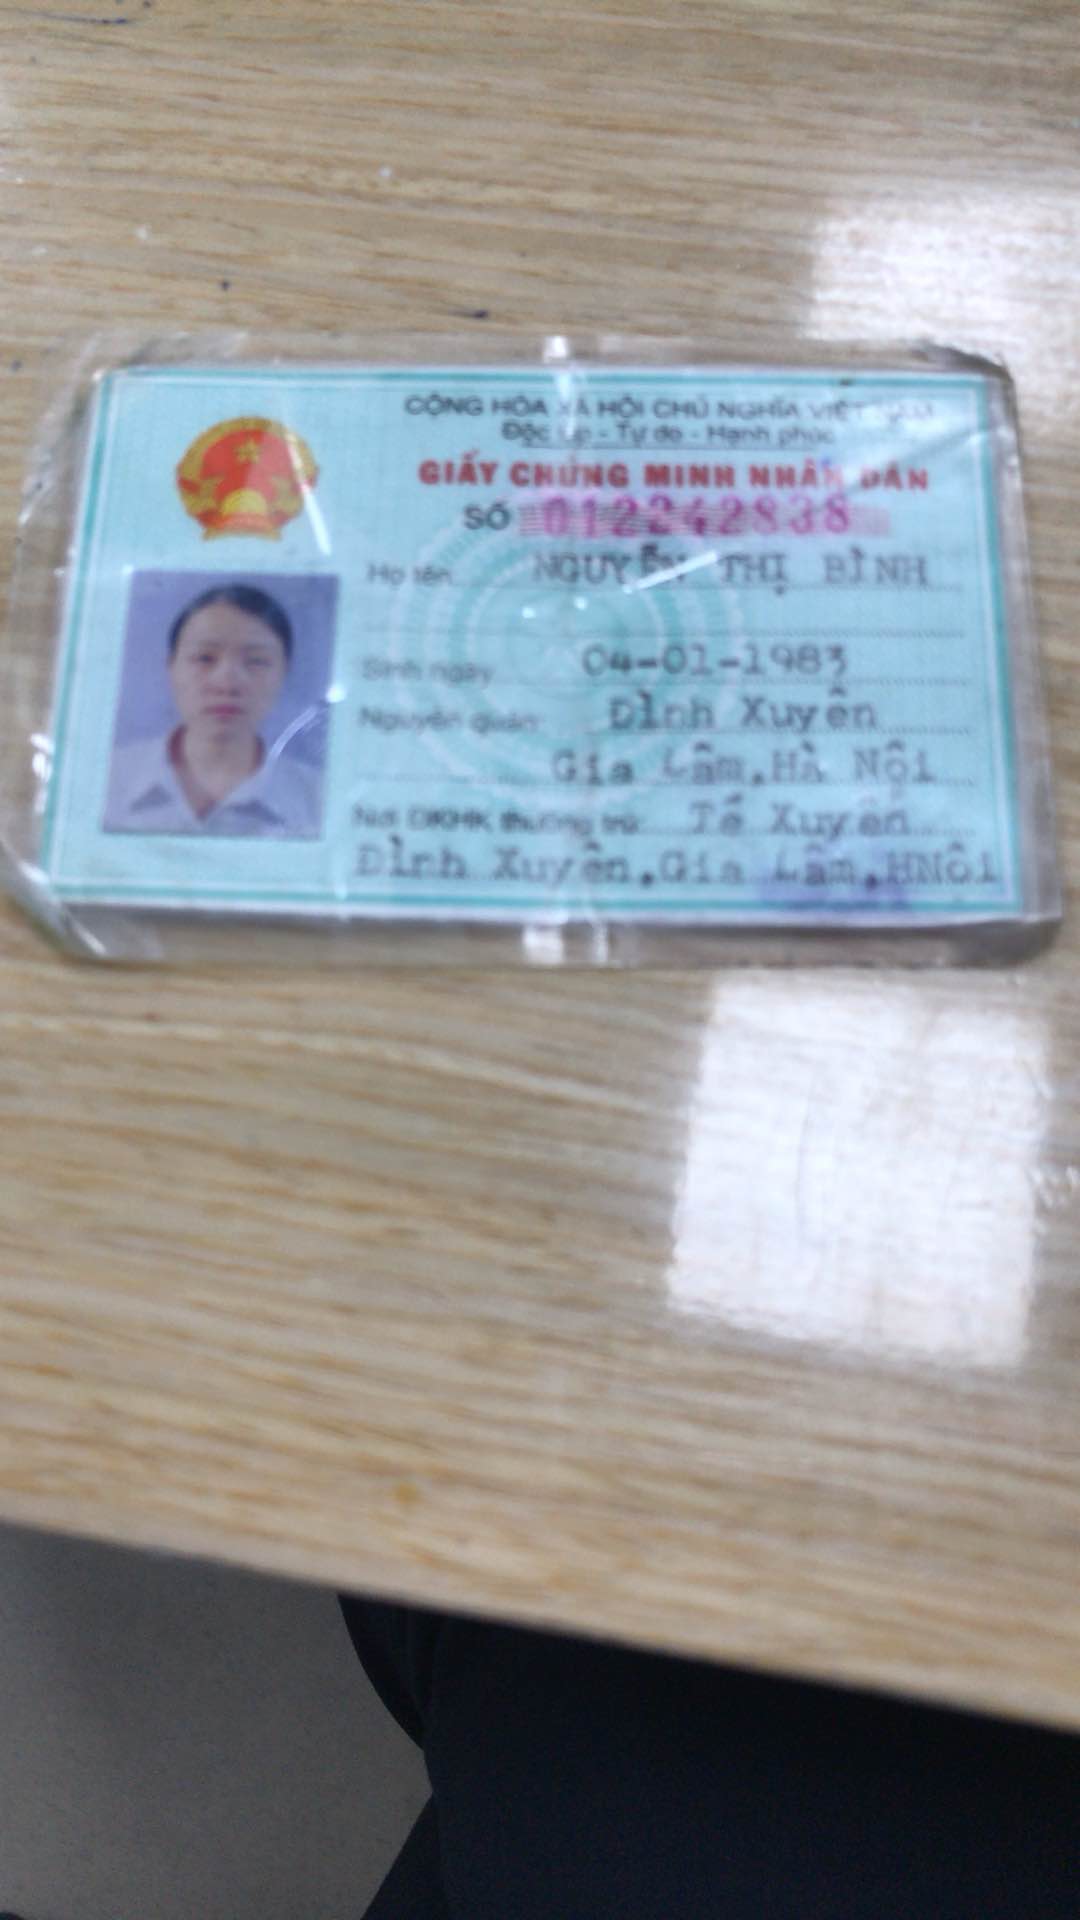 CỘNG HÒA XÃ HỘI CHỦ NGHĨA VIỆT NAM
Độc lập - Tự do - Hạnh phúc
GIẤY CHỨNG MINH NHÂN DÂN
SỐ 012242838
Họ tên: NGUYỄN THỊ BÌNH
Sinh ngày 04-01-1983
Nguyên quán: Đình Xuyên
Gia Lâm, Hà Nội
Nơi ĐKHK thường trú: Tế Xuyên
Đình Xuyên, Gia Lâm, HNội